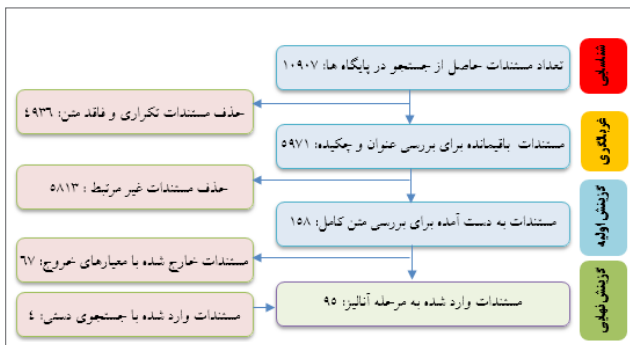 شناسایی
تعداد مستندات حاصل از جستجو در پایگاه ها: ۱۰۹۰۷
حذف مستندات تکراری و فاقد متن: ٤۹۳٦
غربالگری
مستندات باقیمانده برای بررسی عنوان و چکیده: ۵۹۷۱
حذف مستندات غیر مرتبط : ۵۸۱۳
گزینش اولیه
مستندات به دست آمده برای بررسی متن کامل: ۱۵۸
مستندات خارج شده با معیارهای خروج: ٦۷
گزینش نهایی
مستندات وارد شده به مرحله آنالیز: ۹۵
مستندات وارد شده با جستجوی دستی: ٤